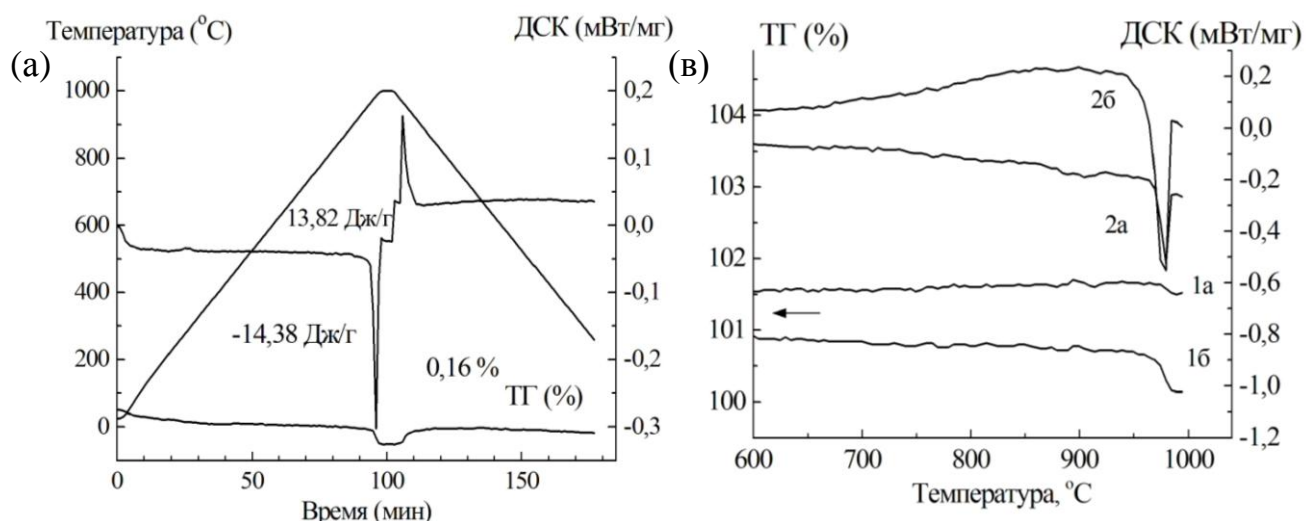 (а)
Температура (°C)
ДСК (мВт/мг)
1000
800
600
400
200
0
0,2
0,1
0,0
-0,1
-0,2
-0,3
13,82 Дж/г
-14,38 Дж/г
0,16 %
ТГ (%)
0
50
100
150
Время (мин)
(в)
ТГ (%)
ДСК (мВт/мг)
104
103
102
101
100
0,2
0,0
-0,2
-0,4
-0,6
-0,8
-1,0
-1,2
2б
2а
1а
1б
600
700
800
900
1000
Температура, °C